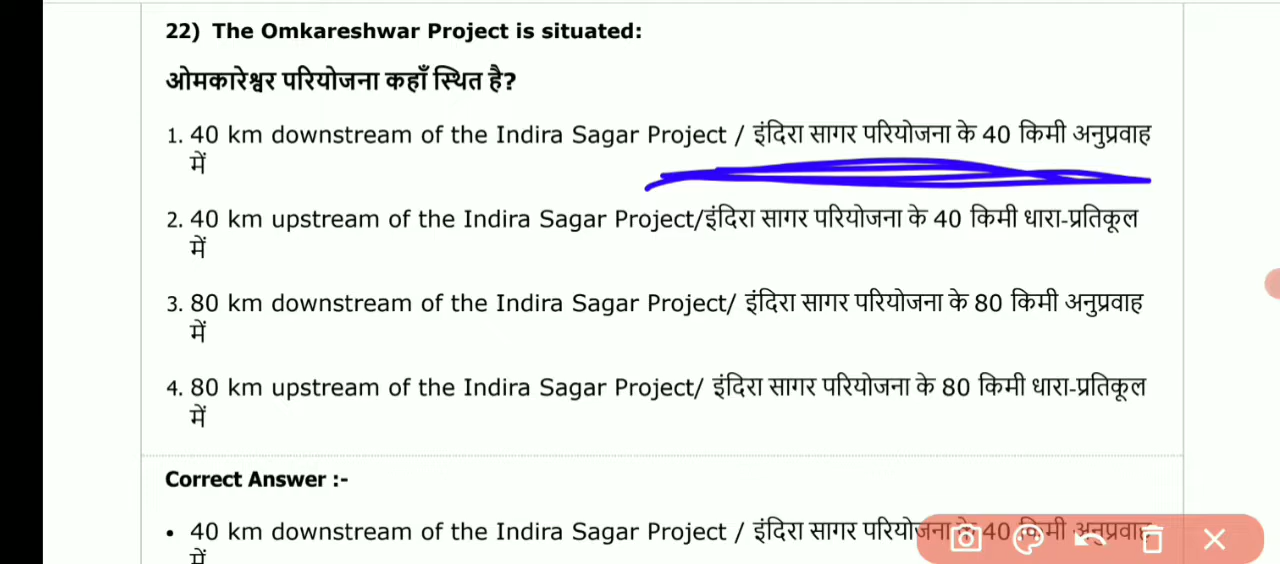 22) The Omkareshwar Project is situated:
ओमकारेश्वर परियोजना कहाँ स्थित है?
1. 40 km downstream of the Indira Sagar Project / इंदिरा सागर परियोजना के 40 किमी अनुप्रवाह
में
2. 40 km upstream of the Indira Sagar Project/इंदिरा सागर परियोजना के 40 किमी धारा-प्रतिकूल
में
3. 80 km downstream of the Indira Sagar Project/ इंदिरा सागर परियोजना के 80 किमी अनुप्रवाह
में
4. 80 km upstream of the Indira Sagar Project/ इंदिरा सागर परियोजना के 80 किमी धारा-प्रतिकूल
में
Correct Answer :-
• 40 km downstream of the Indira Sagar Project / इंदिरा सागर परियोजना के 40 किमी अनुप्रवाह
में